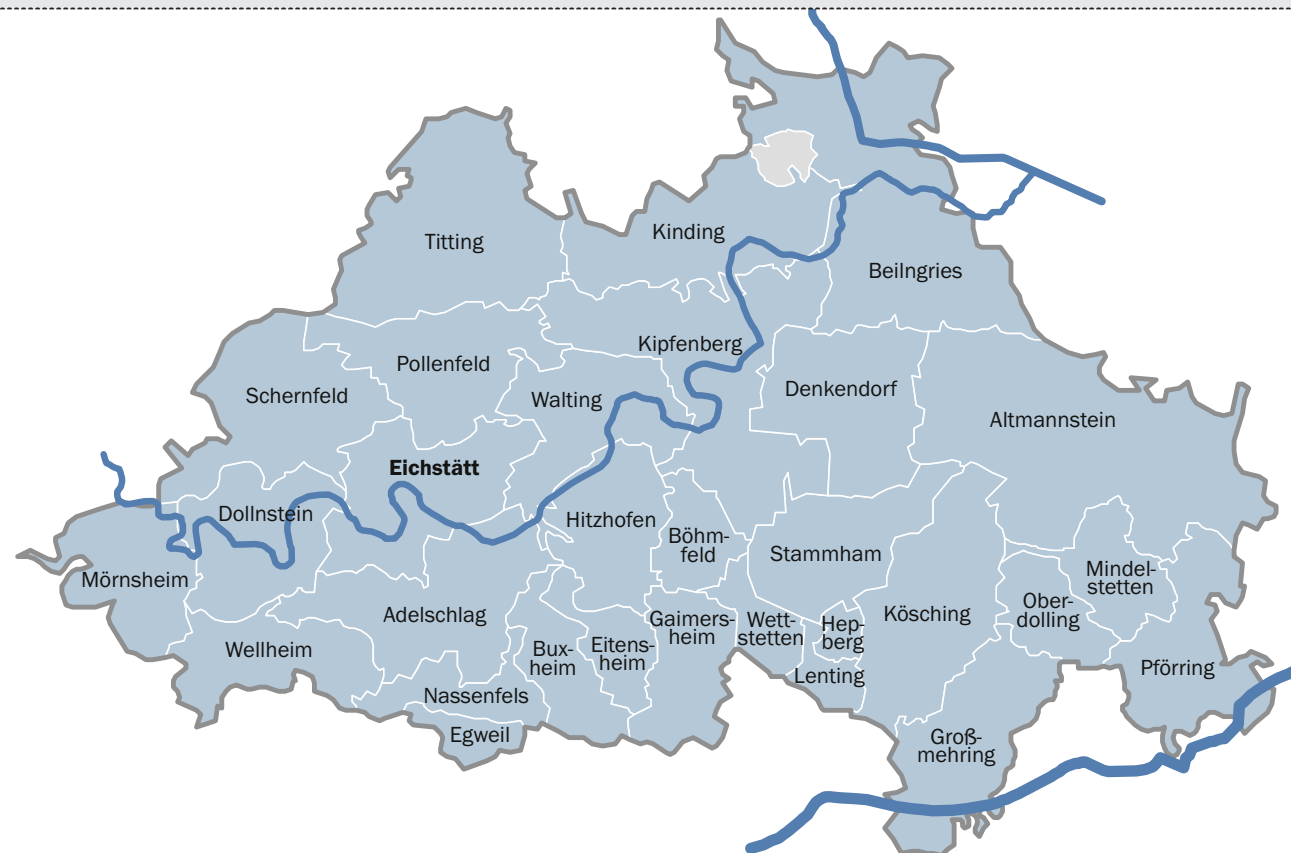 Titting
Kinding
Beilngries
Kipfenberg
Pollenfeld
Schernfeld
Walting
Denkendorf
Altmannstein
Eichstätt
Dollnstein
Hitzhofen
Böhm-
feld
Stammham
Mörnsheim
Mindel-
stetten
Adelschlag
Ober-
dolling
Kösching
Gaimers-
heim
Wett-
stetten
Hep-
berg
Wellheim
Bux-
heim
Eitens-
heim
Pförring
Lenting
Nassenfels
Egweil
Groß-
mehring